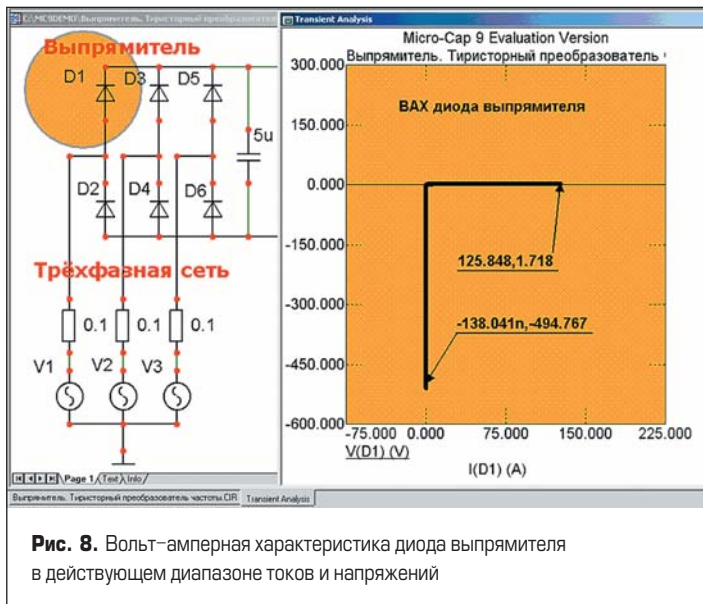 E:\MC9DEMO\Выпрямитель. Тиристорный преобразователь
Выпрямитель
D1 D3 D5
5u
D2 D4 D6
Трёхфазная сеть
0.1 0.1 0.1
V1 V2 V3
Page 1 Text Info
Выпрямитель. Тиристорный преобразователь частоты.CIR Transient Analysis
Transient Analysis
Micro-Cap 9 Evaluation Version
Выпрямитель. Тиристорный преобразователь
300.000
ВАХ диода выпрямителя
150.000
0.000
-150.000
125.848,1.718
-300.000
-138.041n,-494.767
-450.000
-600.000
-75.000 0.000 75.000 150.000 225.000
V(D1) (V)
I(D1) (A)
Рис. 8. Вольт-амперная характеристика диода выпрямителя
в действующем диапазоне токов и напряжений